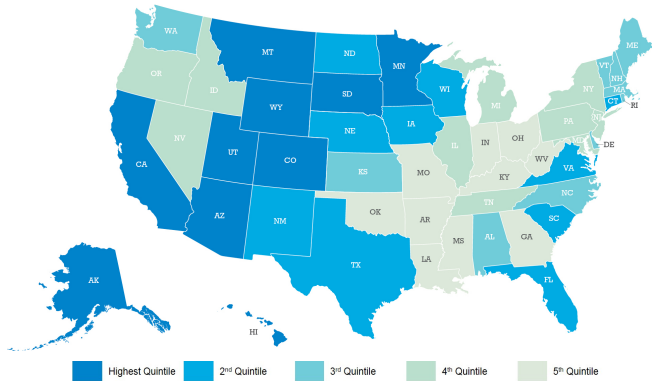 WA
MT
ND
MN
ME
VT
NH
OR
ID
SD
WI
MI
NY
MA
CT
RI
WY
IA
PA
NJ
NE
NV
UT
CO
IL
IN
OH
MD
DE
CA
KS
MO
WV
VA
KY
NC
TN
AZ
NM
OK
AR
SC
MS
AL
GA
TX
LA
FL
AK
HI
Highest Quintile
2nd Quintile
3rd Quintile
4th Quintile
5th Quintile